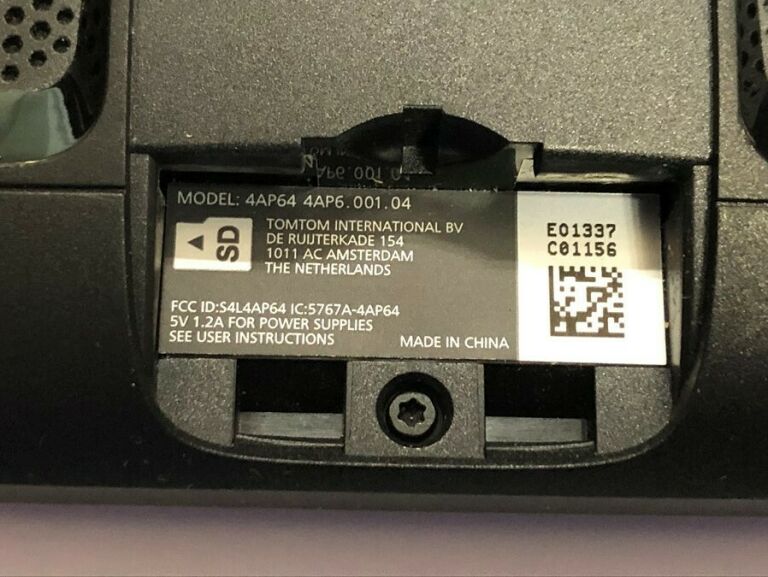 MODEL: 4AP64 4AP6.001.04
SD
TOMTOM INTERNATIONAL BV
DE RUIJTERKADE 154
1011 AC AMSTERDAM
THE NETHERLANDS
FCC ID:S4L4AP64 IC:5767A-4AP64
5V 1.2A FOR POWER SUPPLIES
SEE USER INSTRUCTIONS
MADE IN CHINA
E01337
C01156